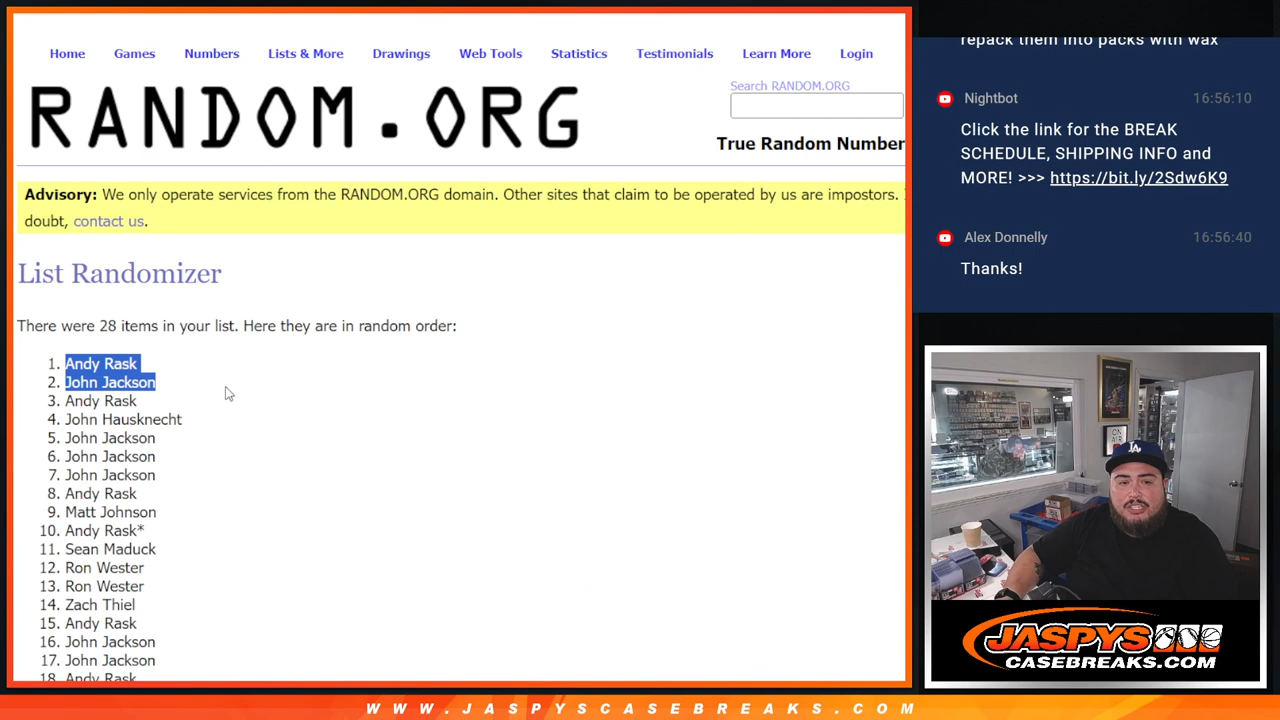 Home Games Numbers Lists & More Drawings Web Tools Statistics Testimonials Learn More Login
RANDOM.ORG
Search RANDOM.ORG
True Random Number
Advisory: We only operate services from the RANDOM.ORG domain. Other sites that claim to be operated by us are impostors.
doubt, contact us.
List Randomizer
There were 28 items in your list. Here they are in random order:
1. Andy Rask
2. John Jackson
3. Andy Rask
4. John Hausknecht
5. John Jackson
6. John Jackson
7. John Jackson
8. Andy Rask
9. Matt Johnson
10. Andy Rask*
11. Sean Maduck
12. Ron Wester
13. Ron Wester
14. Zach Thiel
15. Andy Rask
16. John Jackson
17. John Jackson
18. Andy Rask
repack them into packs with wax
Nightbot 16:56:10
Click the link for the BREAK
SCHEDULE, SHIPPING INFO and
MORE! >>> https://bit.ly/2Sdw6K9
Alex Donnelly 16:56:40
Thanks!
ON
AIR
LA
JASPYS
CASEBREAKS.COM
WWW.JASPYSCASEBREAKS.COM